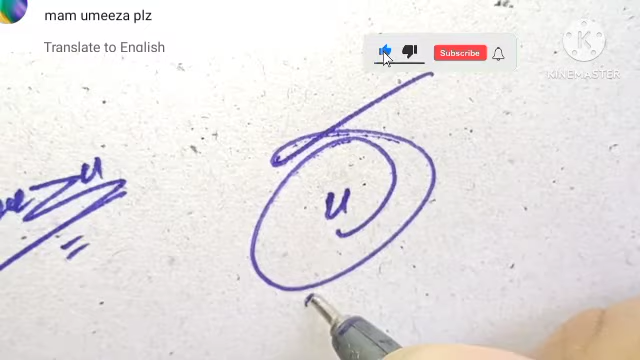 mam umeeza plz
Translate to English
Subscribe
KINEMASTER
u